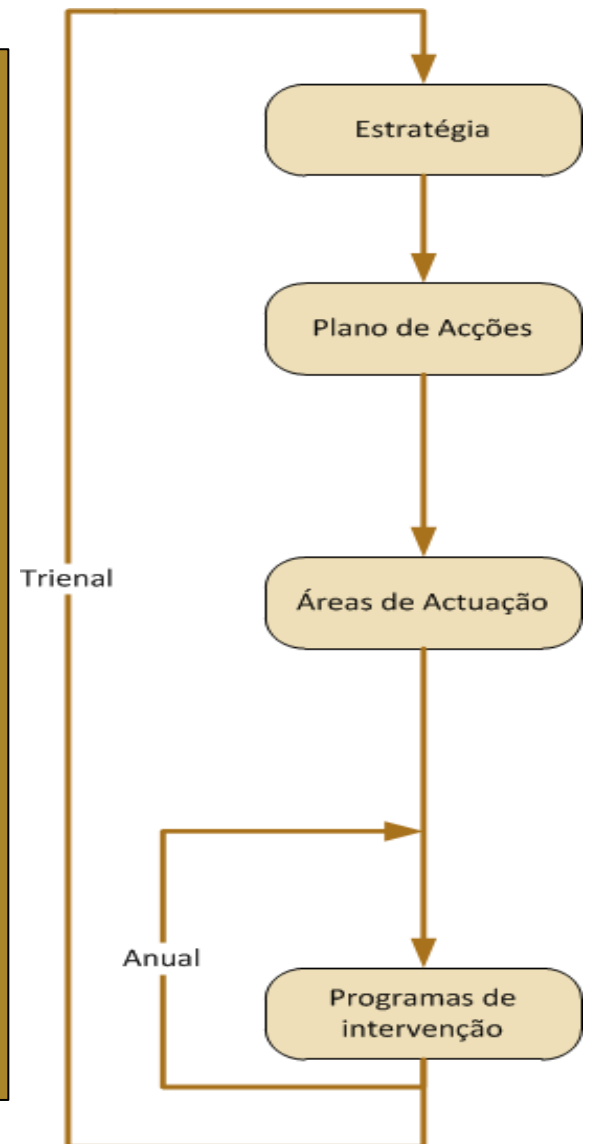 Estratégia
Plano de Acções
Trienal
Áreas de Actuação
Anual
Programas de
intervenção